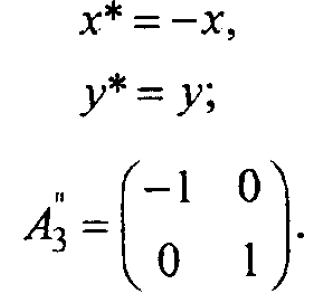 x* = −x,
y* = y;
A₃" = (−1 0
0 1).